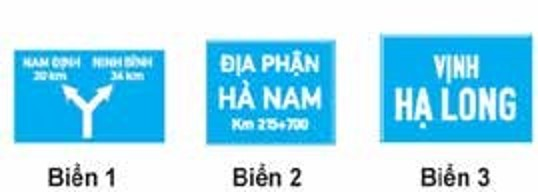 NAM ĐỊNH NINH BÌNH
20 km 34 km
ĐỊA PHẬN
HÀ NAM
Km 215+700
VỊNH
HẠ LONG
Biển 1 Biển 2 Biển 3